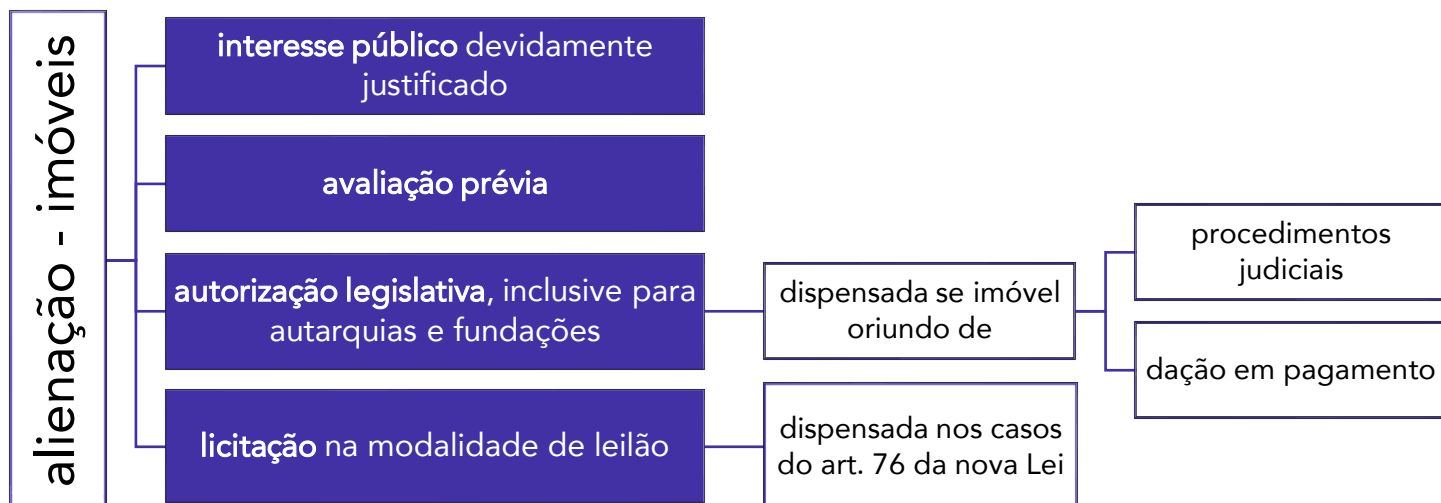 alienação - imóveis
interesse público devidamente
justificado
avaliação prévia
autorização legislativa, inclusive para
autarquias e fundações
dispensada se imóvel
oriundo de
procedimentos
judiciais
dação em pagamento
licitação na modalidade de leilão
dispensada nos casos
do art. 76 da nova Lei